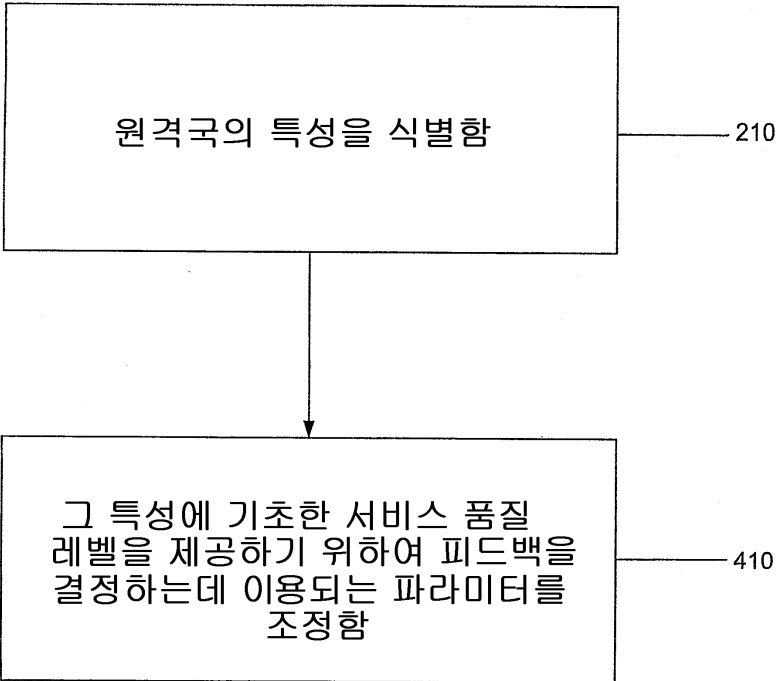 원격국의 특성을 식별함
210
그 특성에 기초한 서비스 품질
레벨을 제공하기 위하여 피드백을
결정하는데 이용되는 파라미터를
조정함
410